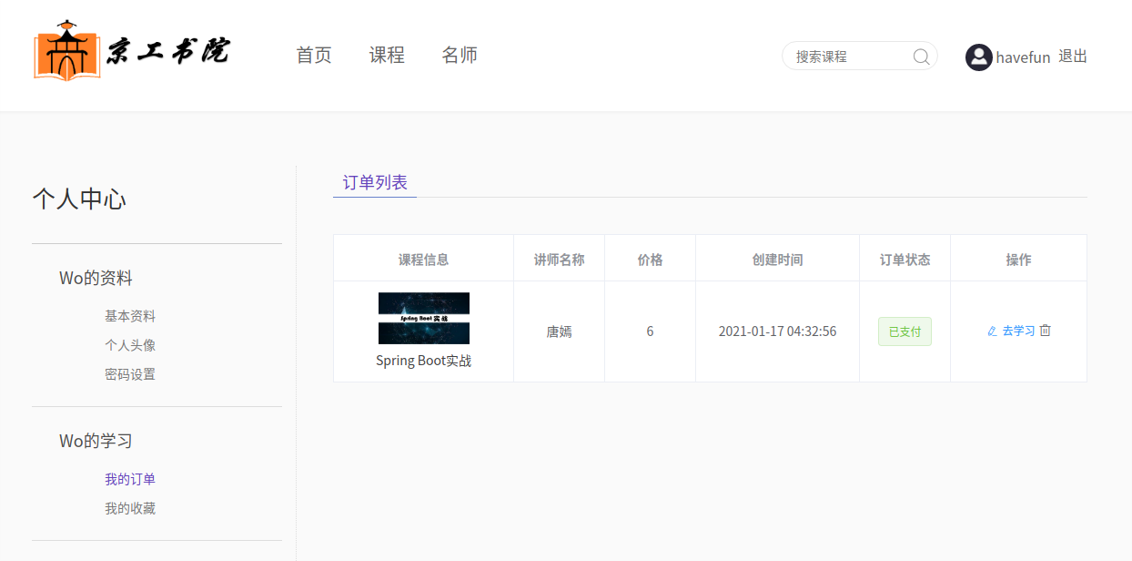 京工书院
首页 课程 名师
搜索课程
havefun 退出
个人中心
Wo的资料
基本资料
个人头像
密码设置
Wo的学习
我的订单
我的收藏
订单列表
课程信息 讲师名称 价格 创建时间 订单状态 操作
Spring Boot 实战
Spring Boot实战 唐嫣 6 2021-01-17 04:32:56 已支付 去学习